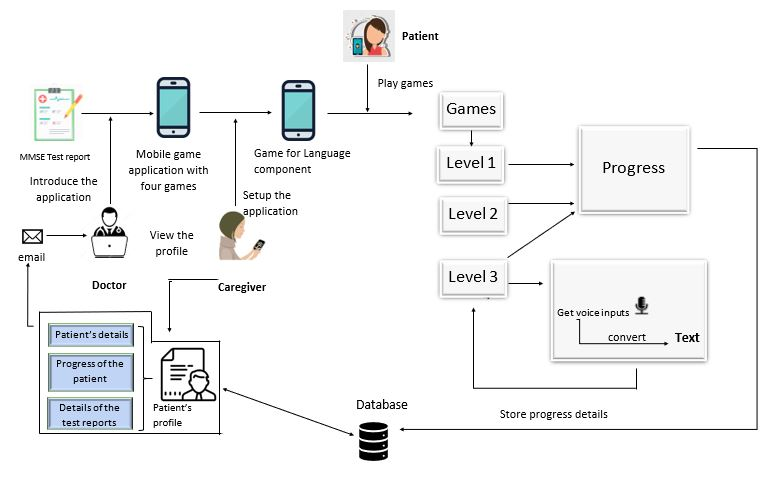 Patient
Play games
MMSE Test report
Mobile game
application with
four games
Game for Language
component
Games
Level 1
Level 2
Level 3
Progress
Introduce the
application
Setup the
application
View the
profile
email
Doctor
Caregiver
Get voice inputs
convert
Text
Patient's details
Progress of the
patient
Details of the
test reports
Patient's
profile
Database
Store progress details